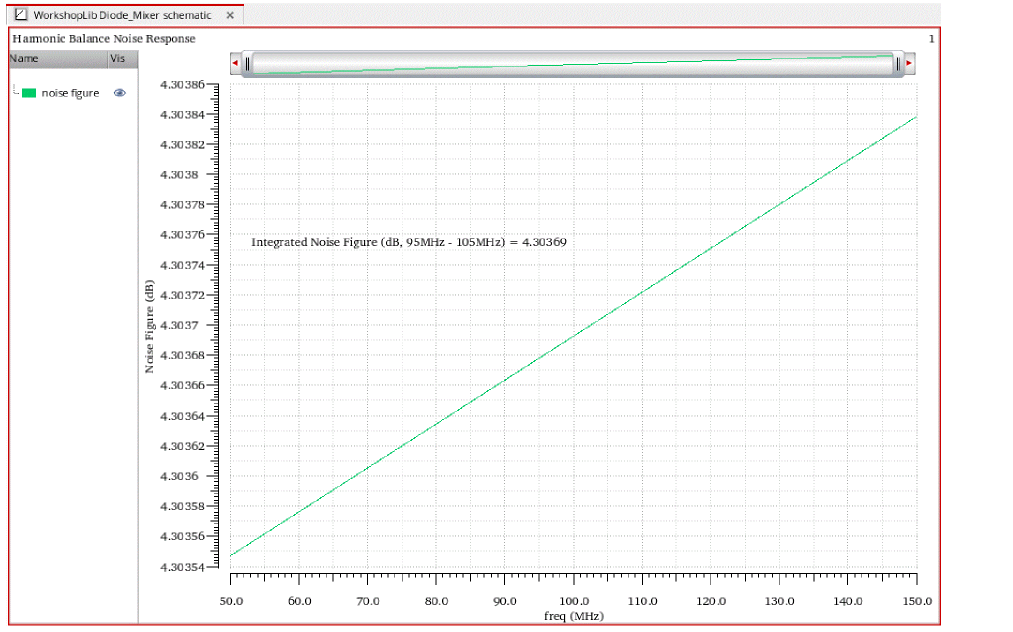 WorkshopLib Diode_Mixer schematic
Harmonic Balance Noise Response
1
Name Vis
noise figure
4.30386
4.30384
4.30382
4.3038
4.30378
4.30376
4.30374
4.30372
4.3037
4.30368
4.30366
4.30364
4.30362
4.3036
4.30358
4.30356
4.30354
Noise Figure (dB)
Integrated Noise Figure (dB, 95MHz - 105MHz) = 4.30369
50.0 60.0 70.0 80.0 90.0 100.0 110.0 120.0 130.0 140.0 150.0
freq (MHz)